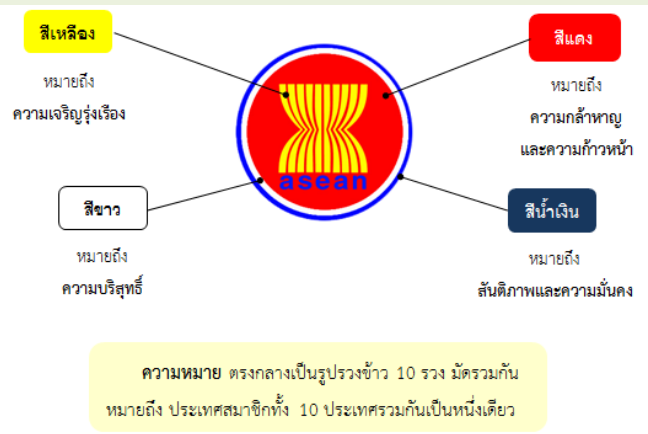 สีเหลือง
หมายถึง
ความเจริญรุ่งเรือง
สีแดง
หมายถึง
ความกล้าหาญ
และความก้าวหน้า
asean
สีขาว
หมายถึง
ความบริสุทธิ์
สีน้ำเงิน
หมายถึง
สันติภาพและความมั่นคง
ความหมาย ตรงกลางเป็นรูปรวงข้าว 10 รวง มัดรวมกัน
หมายถึง ประเทศสมาชิกทั้ง 10 ประเทศรวมกันเป็นหนึ่งเดียว